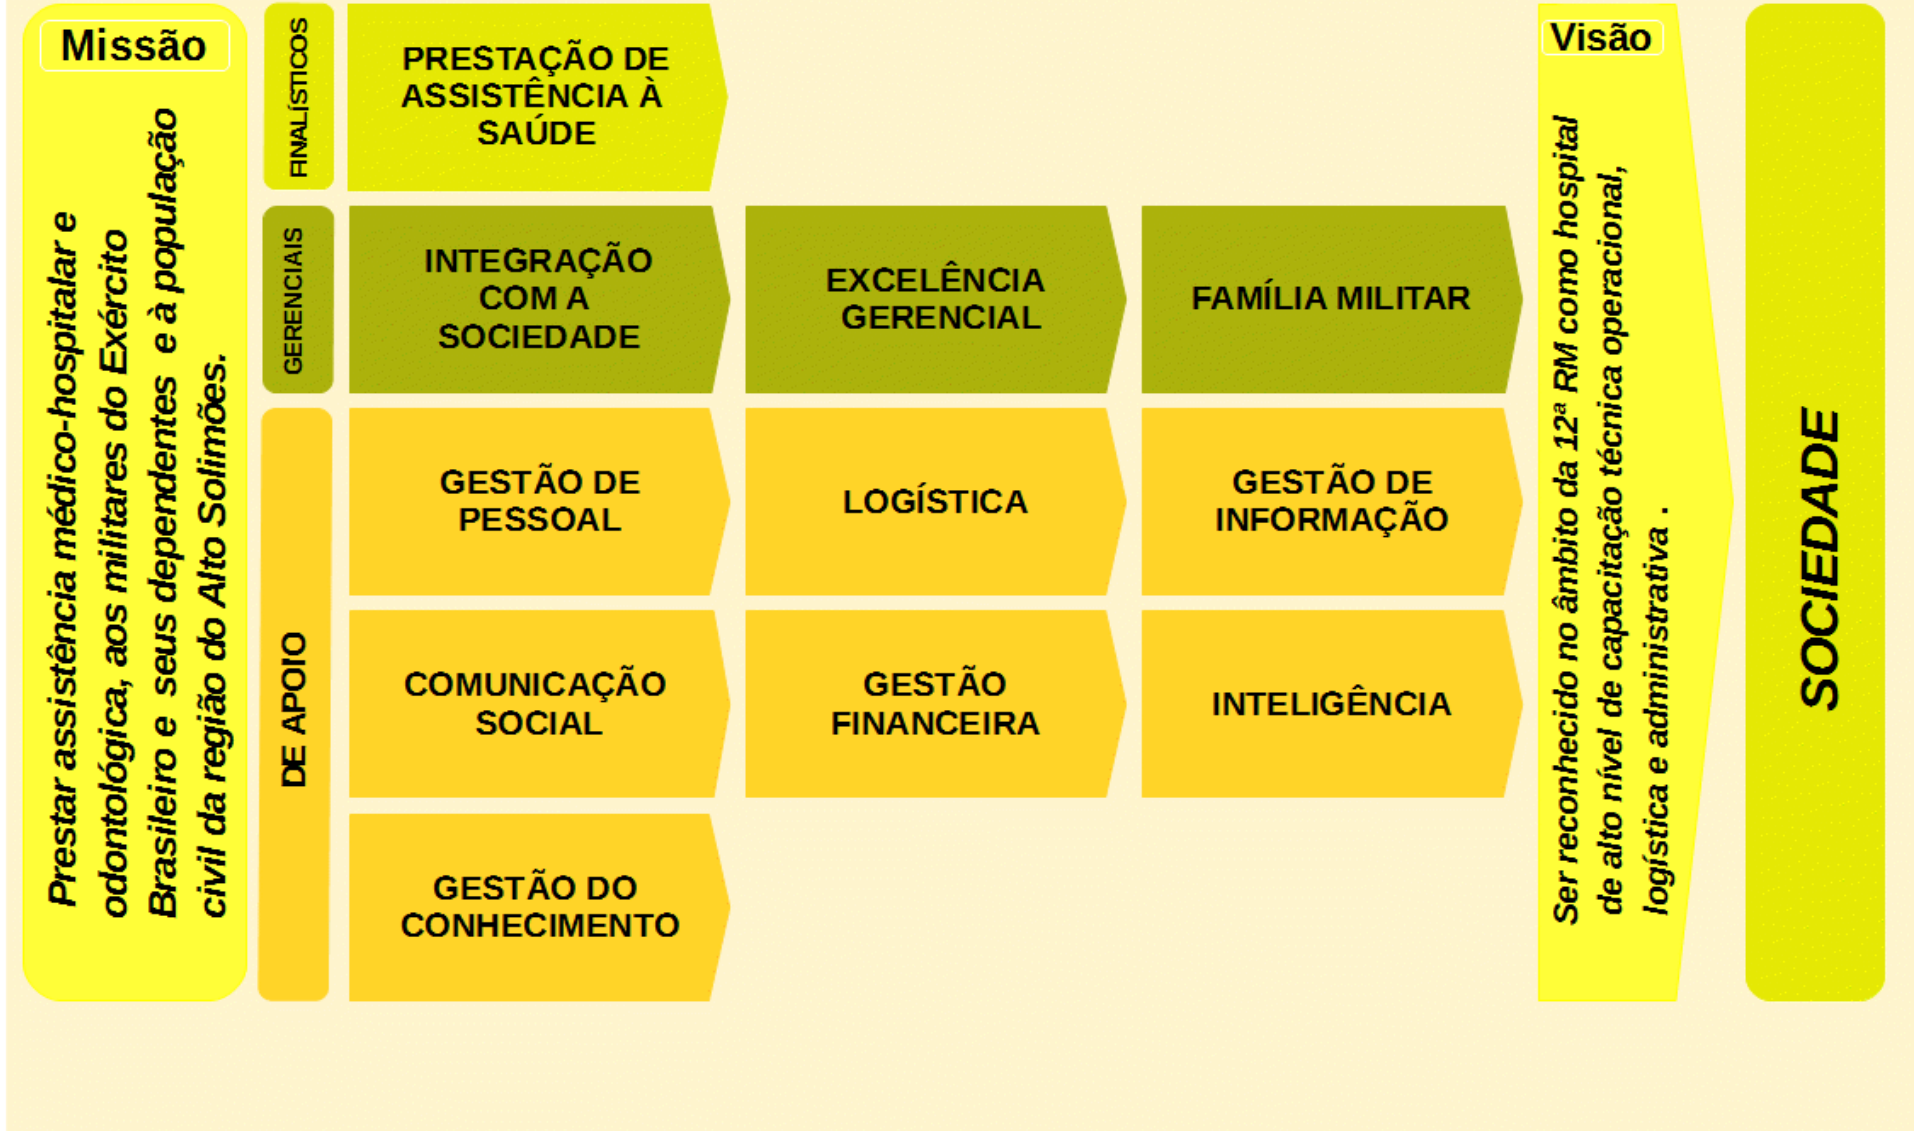 Missão
Prestar assistência médico-hospitalar e
odontológica, aos militares do Exército
Brasileiro e seus dependentes e à população
civil da região do Alto Solimões.
FINALÍSTICOS
PRESTAÇÃO DE
ASSISTÊNCIA À
SAÚDE
GERENCIAIS
INTEGRAÇÃO
COM A
SOCIEDADE
EXCELÊNCIA
GERENCIAL
FAMÍLIA MILITAR
DE APOIO
GESTÃO DE
PESSOAL
LOGÍSTICA
GESTÃO DE
INFORMAÇÃO
COMUNICAÇÃO
SOCIAL
GESTÃO
FINANCEIRA
INTELIGÊNCIA
GESTÃO DO
CONHECIMENTO
Visão
Ser reconhecido no âmbito da 12ª RM como hospital
de alto nível de capacitação técnica operacional,
logística e administrativa .
SOCIEDADE